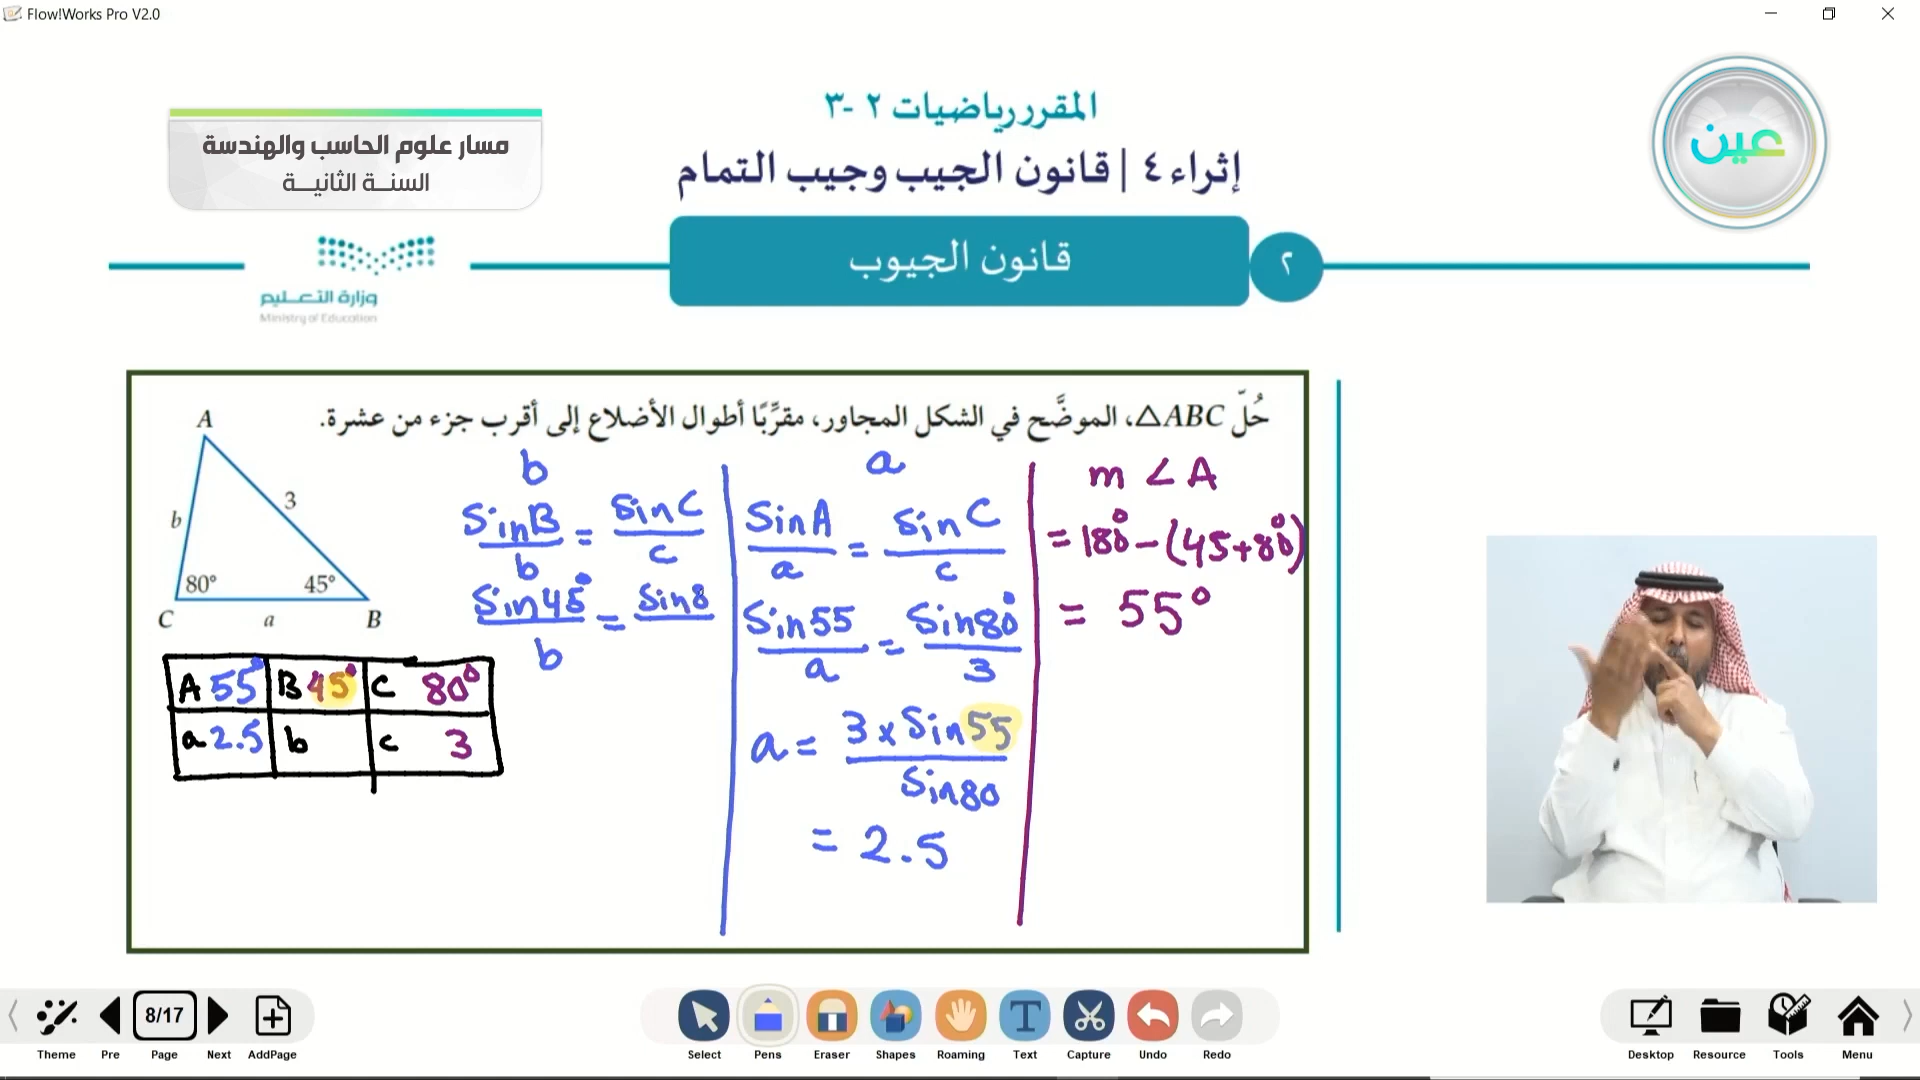 Flow!Works Pro V2.0
المقرر رياضيات ٢ -٣
إثراء ٤ | قانون الجيب وجيب التمام
عين
مسار علوم الحاسب والهندسة
السنة الثانية
قانون الجيوب
٢
وزارة التعليم
Ministry of Education
حُلّ ABC△، الموضَّح في الشكل المجاور، مقرِّبًا أطوال الأضلاع إلى أقرب جزء من عشرة.
A
b
3
80°
45°
C
a
B
m ∠A
= 180° - (45+80°)
= 55°
a
SinA/a = SinC/c
Sin55/a = Sin80°/3
a = 3 x Sin55/Sin80
= 2.5
b
SinB/b = SinC/c
Sin45°/b = Sin8
A 55° B 45° C 80°
a 2.5 b c 3
8/17
Theme Pre Page Next AddPage
Select Pens Eraser Shapes Roaming Text Capture Undo Redo
Desktop Resource Tools Menu